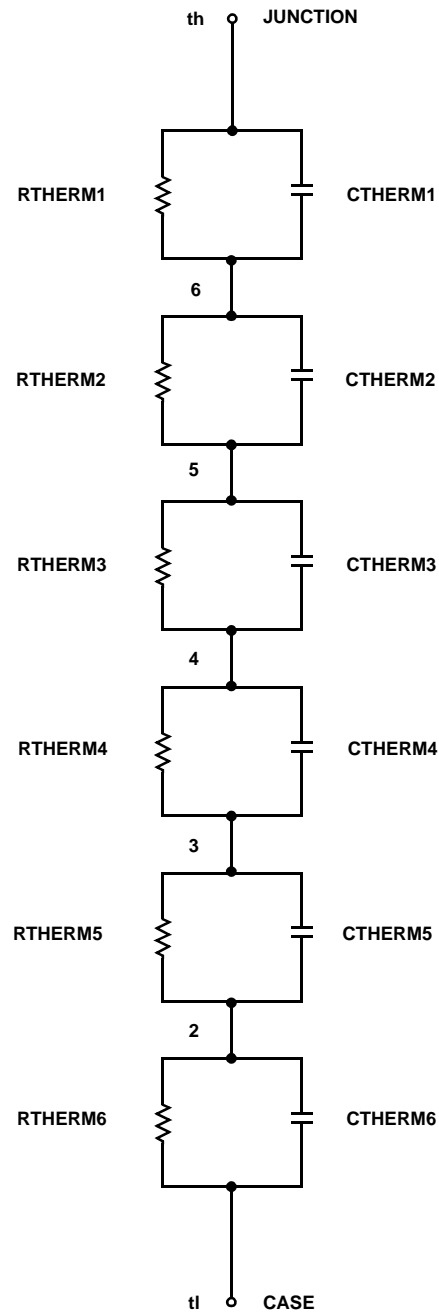 th JUNCTION
RTHERM1 CTHERM1
6
RTHERM2 CTHERM2
5
RTHERM3 CTHERM3
4
RTHERM4 CTHERM4
3
RTHERM5 CTHERM5
2
RTHERM6 CTHERM6
tl CASE